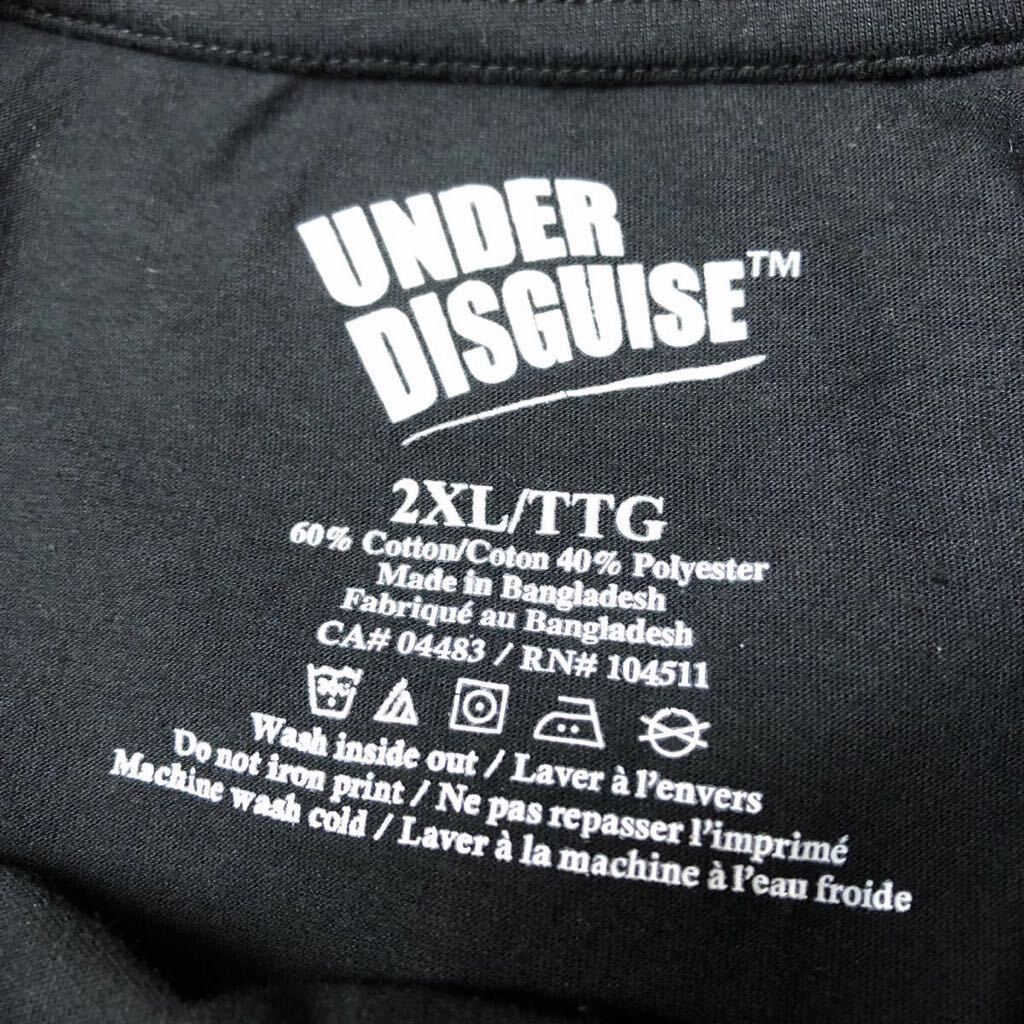 UNDER
DISGUISE™
2XL/TTG
60% Cotton/Coton 40% Polyester
Made in Bangladesh
Fabriqué au Bangladesh
CA# 04483 / RN# 104511
Wash inside out / Laver à l'envers
Do not iron print / Ne pas repasser l'imprimé
Machine wash cold / Laver à la machine à l'eau froide